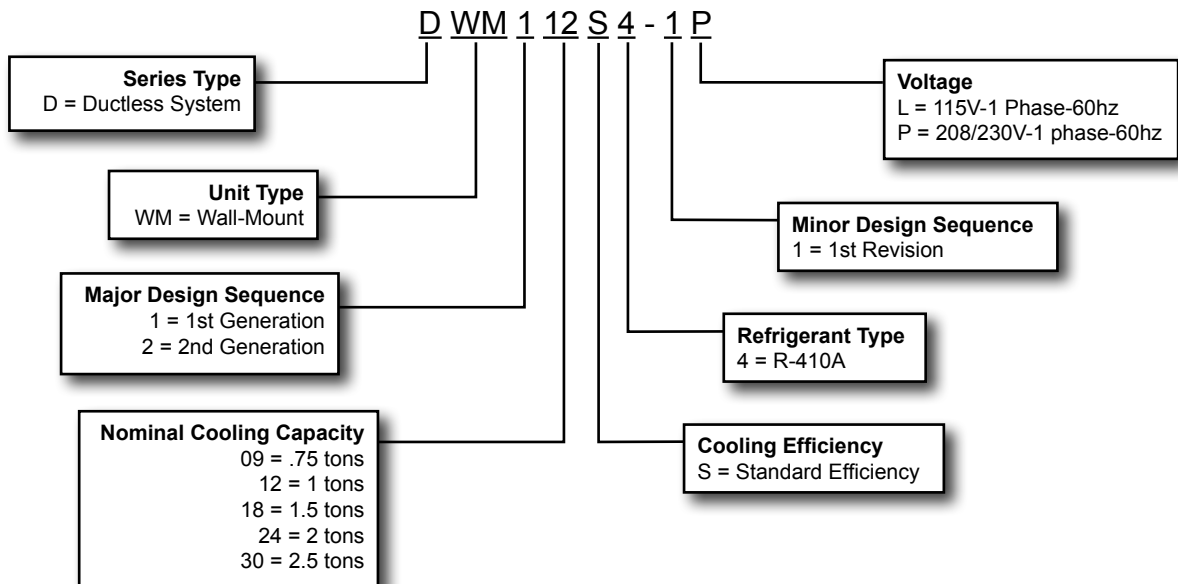 D WM 1 12 S 4 - 1 P
Series Type
D = Ductless System
Unit Type
WM = Wall-Mount
Major Design Sequence
1 = 1st Generation
2 = 2nd Generation
Nominal Cooling Capacity
09 = .75 tons
12 = 1 tons
18 = 1.5 tons
24 = 2 tons
30 = 2.5 tons
Voltage
L = 115V-1 Phase-60hz
P = 208/230V-1 phase-60hz
Minor Design Sequence
1 = 1st Revision
Refrigerant Type
4 = R-410A
Cooling Efficiency
S = Standard Efficiency